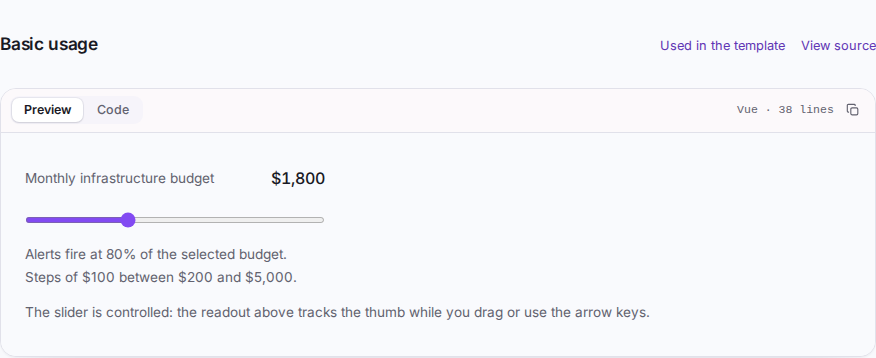 Basic usage
Used in the template View source
Preview Code
Vue · 38 lines
Monthly infrastructure budget $1,800
Alerts fire at 80% of the selected budget.
Steps of $100 between $200 and $5,000.
The slider is controlled: the readout above tracks the thumb while you drag or use the arrow keys.